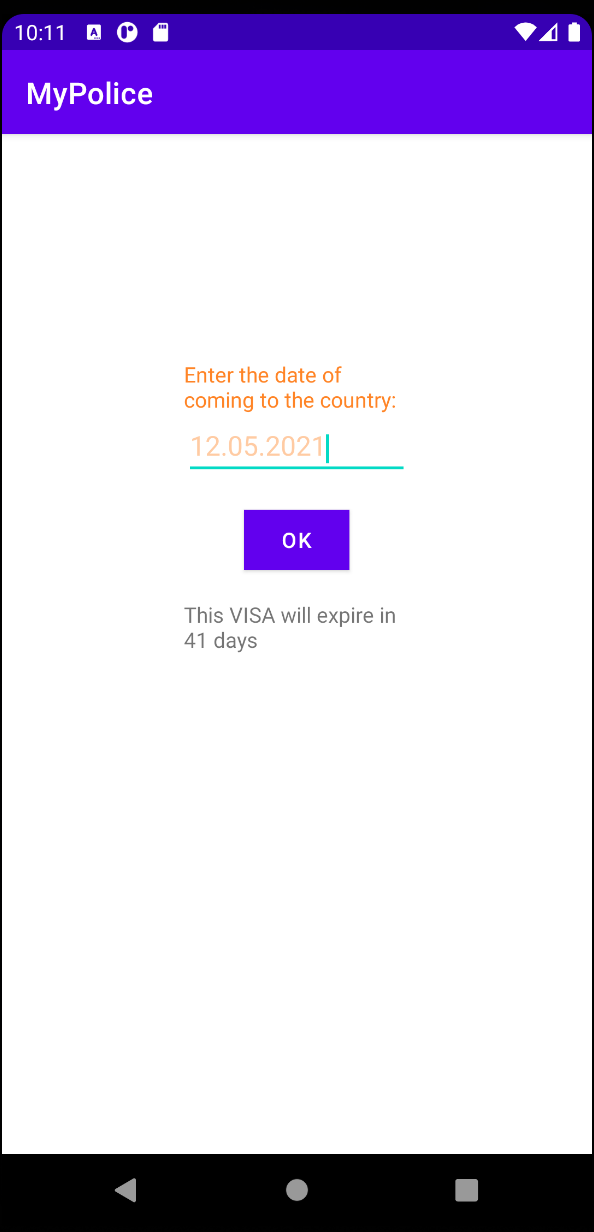 10:11
MyPolice
Enter the date of
coming to the country:
12.05.2021
OK
This VISA will expire in
41 days